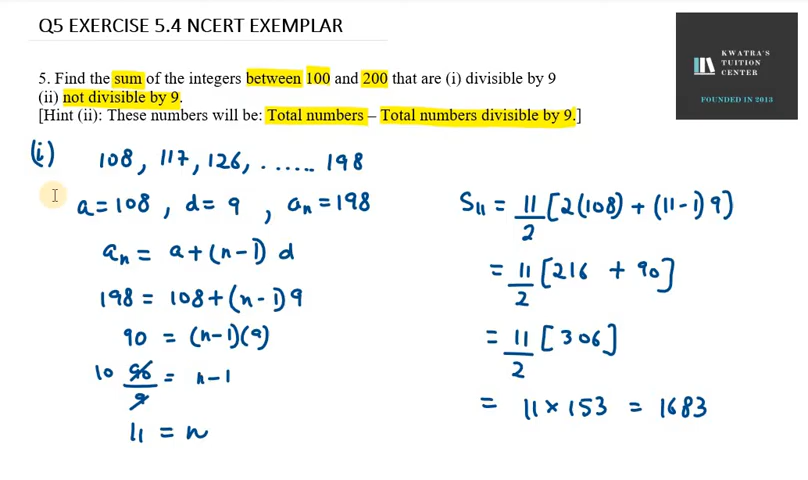 Q5 EXERCISE 5.4 NCERT EXEMPLAR
KWATRA'S
TUITION
CENTER
FOUNDED IN 2013
5. Find the sum of the integers between 100 and 200 that are (i) divisible by 9
(ii) not divisible by 9.
[Hint (ii): These numbers will be: Total numbers – Total numbers divisible by 9.]
(i) 108, 117, 126, ...... 198
a = 108, d = 9, aₙ = 198
aₙ = a + (n-1) d
198 = 108 + (n-1) 9
90 = (n-1)(9)
10 90/9 = n-1
11 = n
S₁₁ = 11/2 [2(108) + (11-1) 9]
= 11/2 [216 + 90]
= 11/2 [306]
= 11 × 153 = 1683